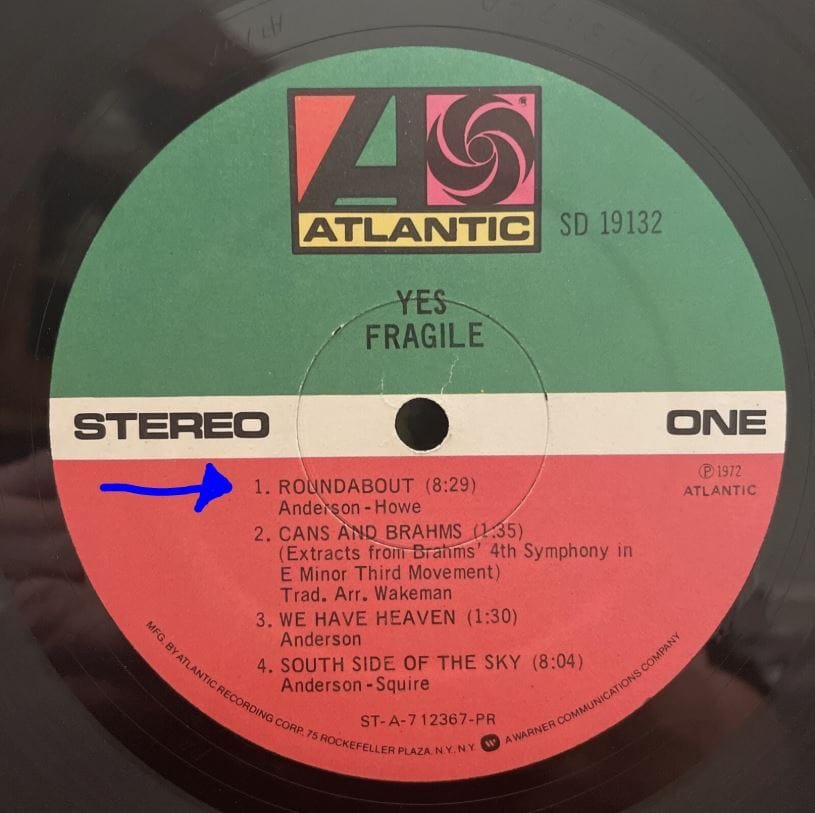 ATLANTIC
SD 19132
YES
FRAGILE
STEREO
ONE
℗ 1972
ATLANTIC
1. ROUNDABOUT (8:29)
Anderson-Howe
2. CANS AND BRAHMS (1:35)
(Extracts from Brahms' 4th Symphony in
E Minor Third Movement)
Trad. Arr. Wakeman
3. WE HAVE HEAVEN (1:30)
Anderson
4. SOUTH SIDE OF THE SKY (8:04)
Anderson-Squire
ST-A-712367-PR
MFG. BY ATLANTIC RECORDING CORP. 75 ROCKEFELLER PLAZA. N.Y. N.Y. A WARNER COMMUNICATIONS COMPANY